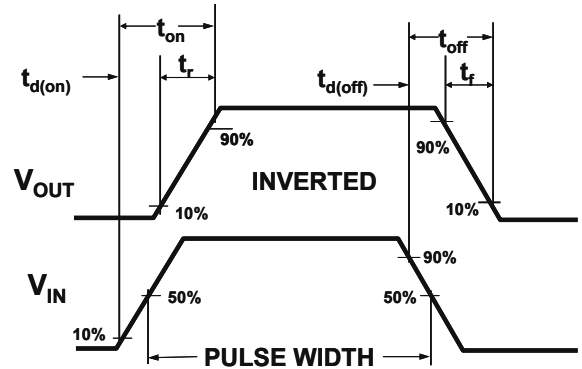 t_on t_off
t_d(on) t_r t_d(off) t_f
90% 90%
V_OUT INVERTED
10% 10%
90%
V_IN 50% 50%
10%
PULSE WIDTH